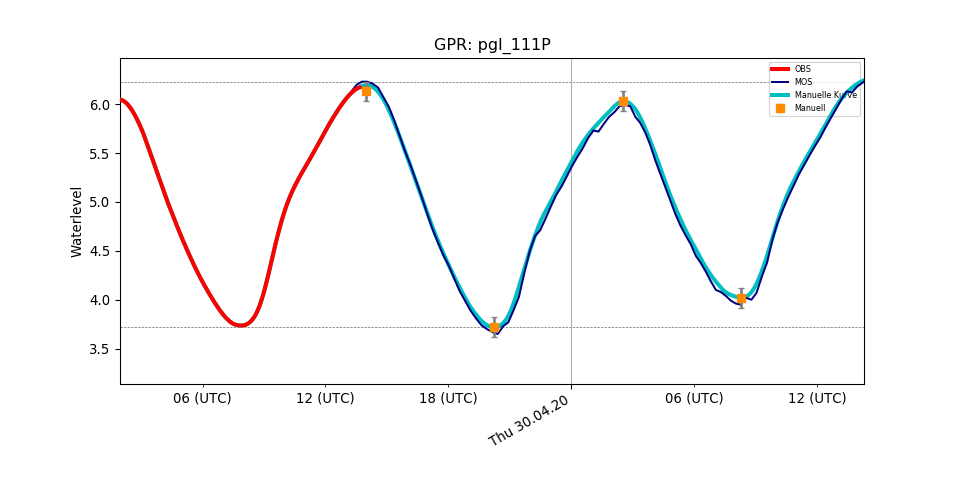 GPR: pgl_111P
OBS
MOS
Manuelle Kurve
Manuell
Waterlevel
6.0
5.5
5.0
4.5
4.0
3.5
06 (UTC)
12 (UTC)
18 (UTC)
Thu 30.04.20
06 (UTC)
12 (UTC)